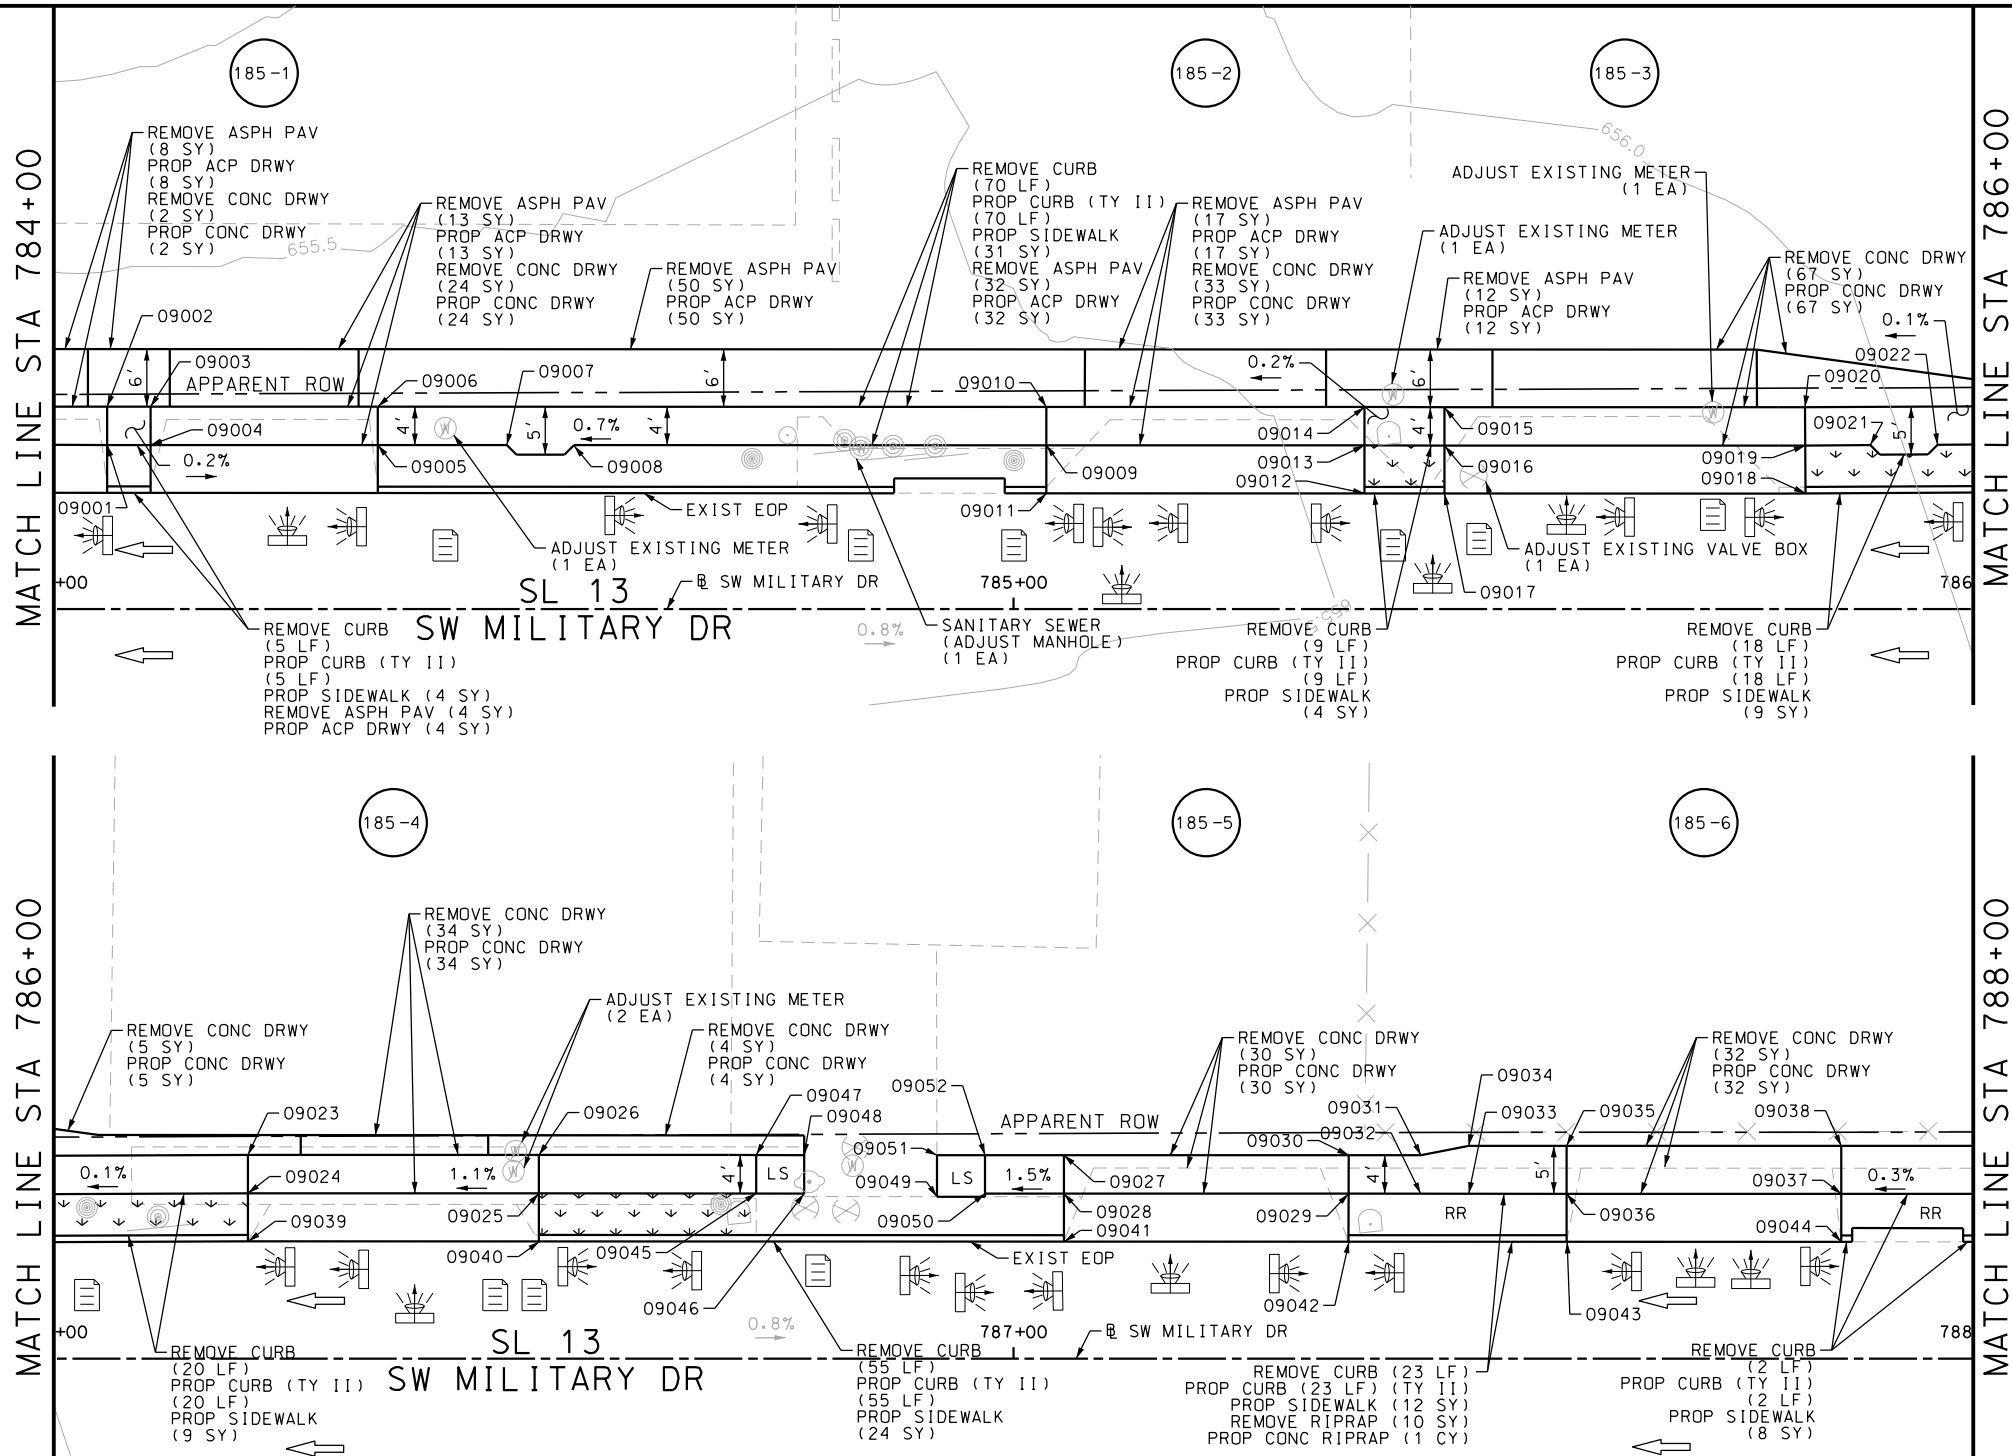 MATCH LINE STA 784+00
MATCH LINE STA 786+00
185-1
185-2
185-3
REMOVE ASPH PAV
(8 SY)
PROP ACP DRWY
(8 SY)
REMOVE CONC DRWY
(2 SY)
PROP CONC DRWY
(2 SY)
655.5
REMOVE ASPH PAV
(13 SY)
PROP ACP DRWY
(13 SY)
REMOVE CONC DRWY
(24 SY)
PROP CONC DRWY
(24 SY)
REMOVE ASPH PAV
(50 SY)
PROP ACP DRWY
(50 SY)
REMOVE CURB
(70 LF)
PROP CURB (TY II)
(70 LF)
PROP SIDEWALK
(31 SY)
REMOVE ASPH PAV
(32 SY)
PROP ACP DRWY
(32 SY)
REMOVE ASPH PAV
(17 SY)
PROP ACP DRWY
(17 SY)
REMOVE CONC DRWY
(33 SY)
PROP CONC DRWY
(33 SY)
656.0
ADJUST EXISTING METER
(1 EA)
ADJUST EXISTING METER
(1 EA)
REMOVE ASPH PAV
(12 SY)
PROP ACP DRWY
(12 SY)
REMOVE CONC DRWY
(67 SY)
PROP CONC DRWY
(67 SY)
0.1%
09002
09003
6'
APPARENT ROW
09006
09007
6'
09010
0.2%
6'
09020
09022
09004
0.2%
4'
5'
0.7%
4'
09005
09008
09009
09014
09013
09012
4'
09015
09016
09021
5'
09019
09018
W
W
W
W
09001
EXIST EOP
09011
ADJUST EXISTING METER
(1 EA)
ADJUST EXISTING VALVE BOX
(1 EA)
09017
+00
SL 13
SW MILITARY DR
℄ SW MILITARY DR
785+00
786
0.8%
655.5
SANITARY SEWER
(ADJUST MANHOLE)
(1 EA)
REMOVE CURB
(5 LF)
PROP CURB (TY II)
(5 LF)
PROP SIDEWALK (4 SY)
REMOVE ASPH PAV (4 SY)
PROP ACP DRWY (4 SY)
REMOVE CURB
(9 LF)
PROP CURB (TY II)
(9 LF)
PROP SIDEWALK
(4 SY)
REMOVE CURB
(18 LF)
PROP CURB (TY II)
(18 LF)
PROP SIDEWALK
(9 SY)
MATCH LINE STA 786+00
MATCH LINE STA 788+00
185-4
185-5
185-6
REMOVE CONC DRWY
(34 SY)
PROP CONC DRWY
(34 SY)
ADJUST EXISTING METER
(2 EA)
REMOVE CONC DRWY
(5 SY)
PROP CONC DRWY
(5 SY)
REMOVE CONC DRWY
(4 SY)
PROP CONC DRWY
(4 SY)
REMOVE CONC DRWY
(30 SY)
PROP CONC DRWY
(30 SY)
REMOVE CONC DRWY
(32 SY)
PROP CONC DRWY
(32 SY)
09023
09026
09047
09048
09052
APPARENT ROW
09031
09034
09033
09035
09038
09051
09030
09032
0.1%
09024
1.1%
W
W
4'
LS
W
09049
LS
1.5%
09027
4'
5'
09037
0.3%
09039
09025
09050
09028
09041
09029
RR
09036
09044
RR
09040
09045
EXIST EOP
09046
09042
09043
+00
SL 13
SW MILITARY DR
0.8%
787+00
℄ SW MILITARY DR
788
REMOVE CURB
(20 LF)
PROP CURB (TY II)
(20 LF)
PROP SIDEWALK
(9 SY)
REMOVE CURB
(55 LF)
PROP CURB (TY II)
(55 LF)
PROP SIDEWALK
(24 SY)
REMOVE CURB (23 LF)
PROP CURB (23 LF) (TY II)
PROP SIDEWALK (12 SY)
REMOVE RIPRAP (10 SY)
PROP CONC RIPRAP (1 CY)
REMOVE CURB
(2 LF)
PROP CURB (TY II)
(2 LF)
PROP SIDEWALK
(8 SY)